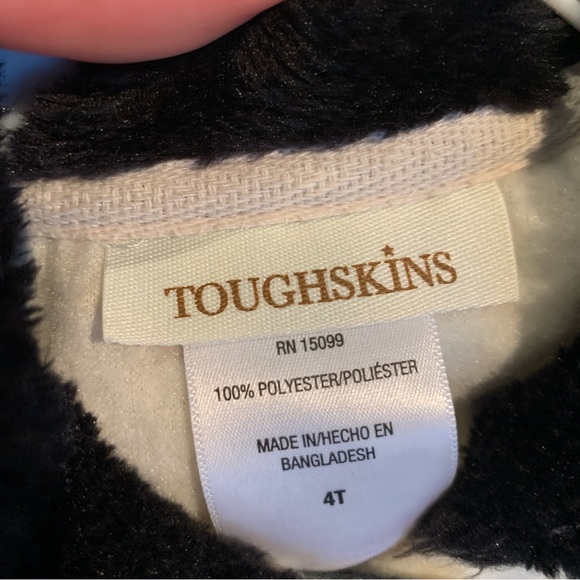 TOUGHSKINS
RN 15099
100% POLYESTER/POLIÉSTER
MADE IN/HECHO EN
BANGLADESH
4T